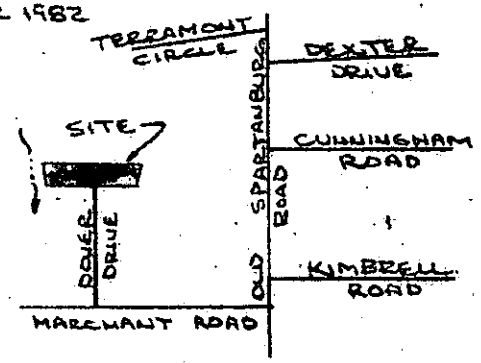 1982
TERRAMONT
CIRCLE
DEXTER
DRIVE
SITE
CUNNINGHAM
ROAD
OLD SPARTANBURG
ROAD
DOVER
DRIVE
KIMBRELL
ROAD
MARCHANT ROAD